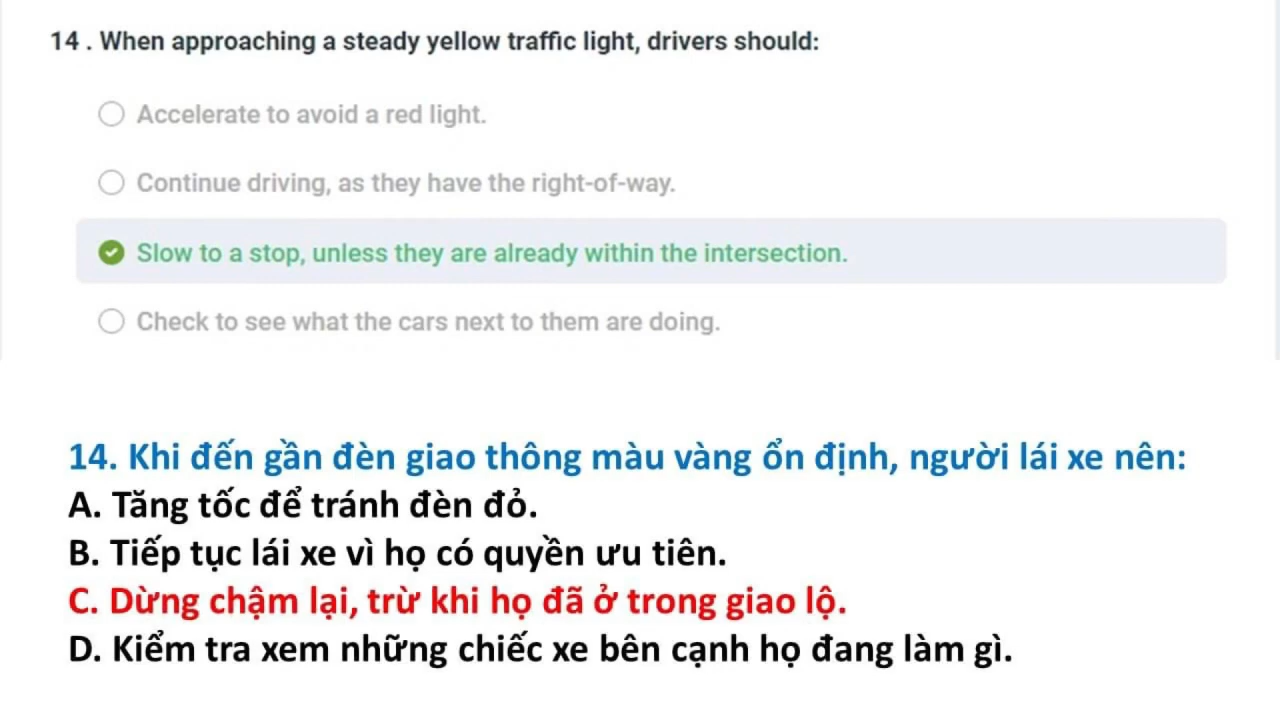 14 . When approaching a steady yellow traffic light, drivers should:
Accelerate to avoid a red light.
Continue driving, as they have the right-of-way.
Slow to a stop, unless they are already within the intersection.
Check to see what the cars next to them are doing.
14. Khi đến gần đèn giao thông màu vàng ổn định, người lái xe nên:
A. Tăng tốc để tránh đèn đỏ.
B. Tiếp tục lái xe vì họ có quyền ưu tiên.
C. Dừng chậm lại, trừ khi họ đã ở trong giao lộ.
D. Kiểm tra xem những chiếc xe bên cạnh họ đang làm gì.